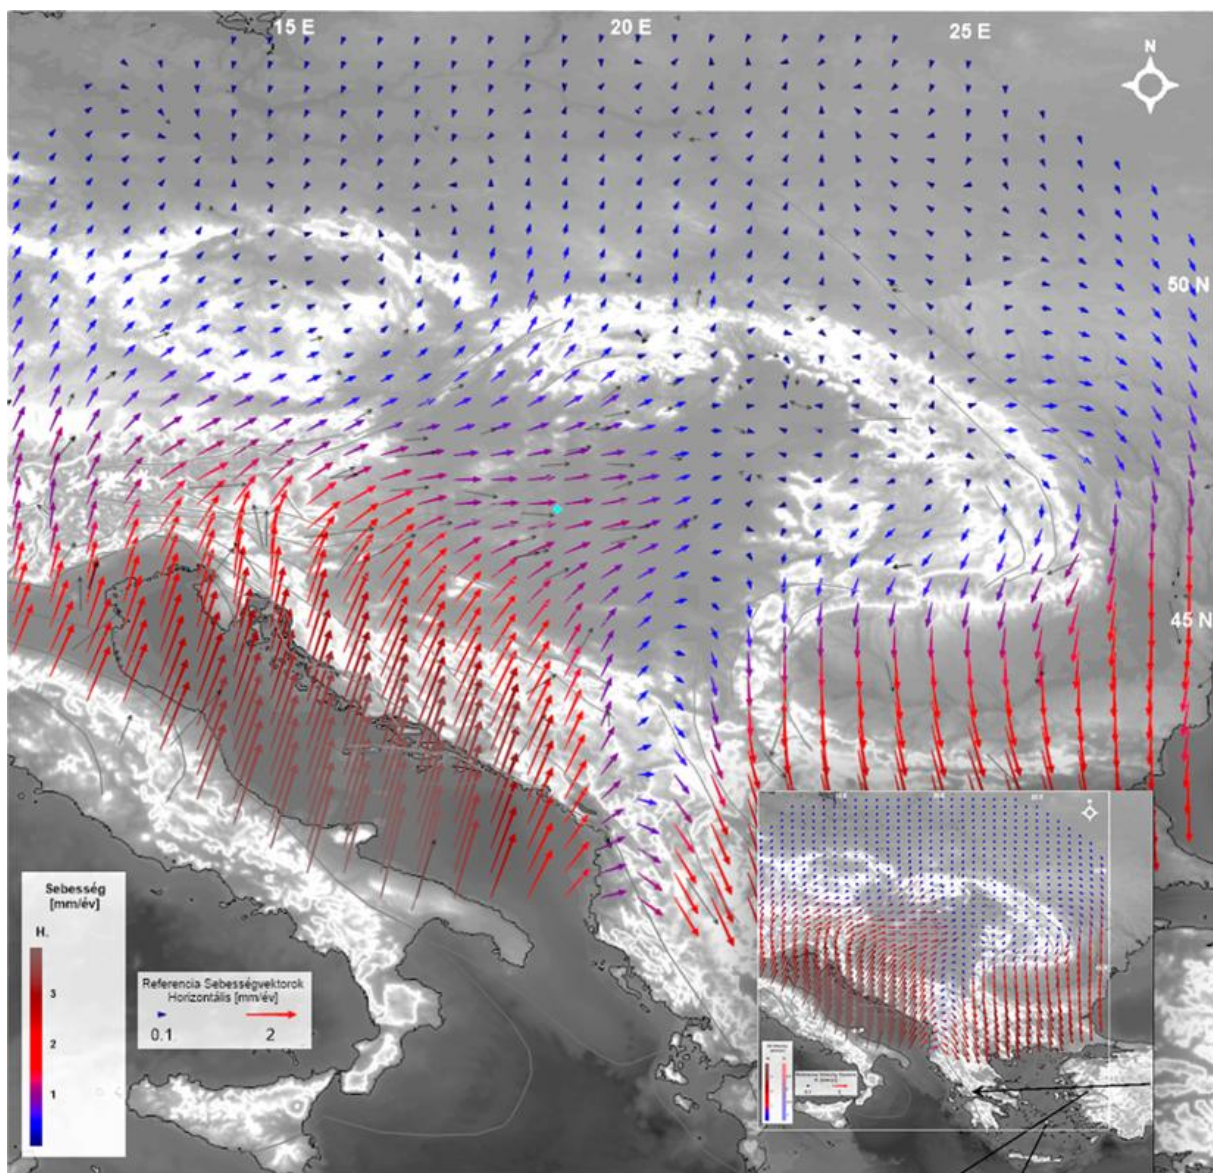 15 E
20 E
25 E
N
50 N
45 N
Sebesség
[mm/év]
H.
3
2
1
Referencia Sebességvektorok
Horizontális [mm/év]
0.1
2